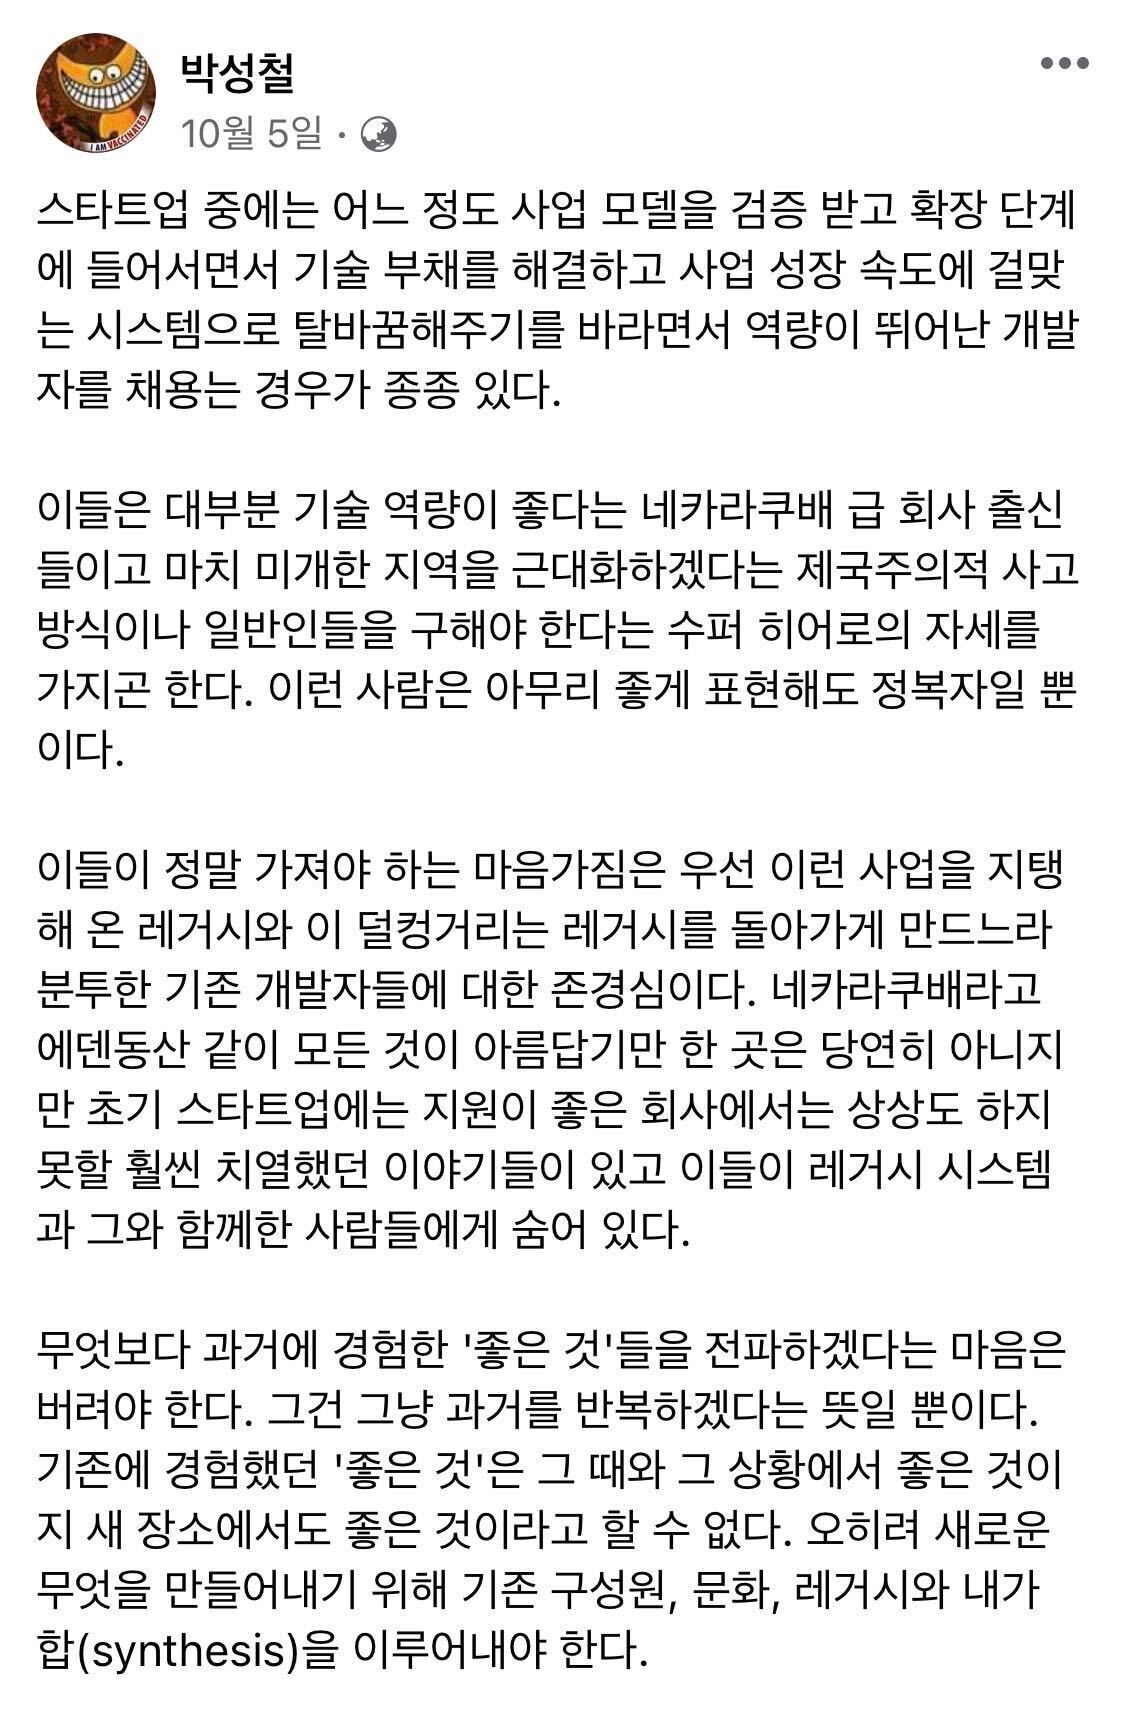 박성철
10월 5일 ·
I AM VACCINATED
스타트업 중에는 어느 정도 사업 모델을 검증 받고 확장 단계
에 들어서면서 기술 부채를 해결하고 사업 성장 속도에 걸맞
는 시스템으로 탈바꿈해주기를 바라면서 역량이 뛰어난 개발
자를 채용는 경우가 종종 있다.
이들은 대부분 기술 역량이 좋다는 네카라쿠배 급 회사 출신
들이고 마치 미개한 지역을 근대화하겠다는 제국주의적 사고
방식이나 일반인들을 구해야 한다는 수퍼 히어로의 자세를
가지곤 한다. 이런 사람은 아무리 좋게 표현해도 정복자일 뿐
이다.
이들이 정말 가져야 하는 마음가짐은 우선 이런 사업을 지탱
해 온 레거시와 이 덜컹거리는 레거시를 돌아가게 만드느라
분투한 기존 개발자들에 대한 존경심이다. 네카라쿠배라고
에덴동산 같이 모든 것이 아름답기만 한 곳은 당연히 아니지
만 초기 스타트업에는 지원이 좋은 회사에서는 상상도 하지
못할 훨씬 치열했던 이야기들이 있고 이들이 레거시 시스템
과 그와 함께한 사람들에게 숨어 있다.
무엇보다 과거에 경험한 '좋은 것'들을 전파하겠다는 마음은
버려야 한다. 그건 그냥 과거를 반복하겠다는 뜻일 뿐이다.
기존에 경험했던 '좋은 것'은 그 때와 그 상황에서 좋은 것이
지 새 장소에서도 좋은 것이라고 할 수 없다. 오히려 새로운
무엇을 만들어내기 위해 기존 구성원, 문화, 레거시와 내가
합(synthesis)을 이루어내야 한다.